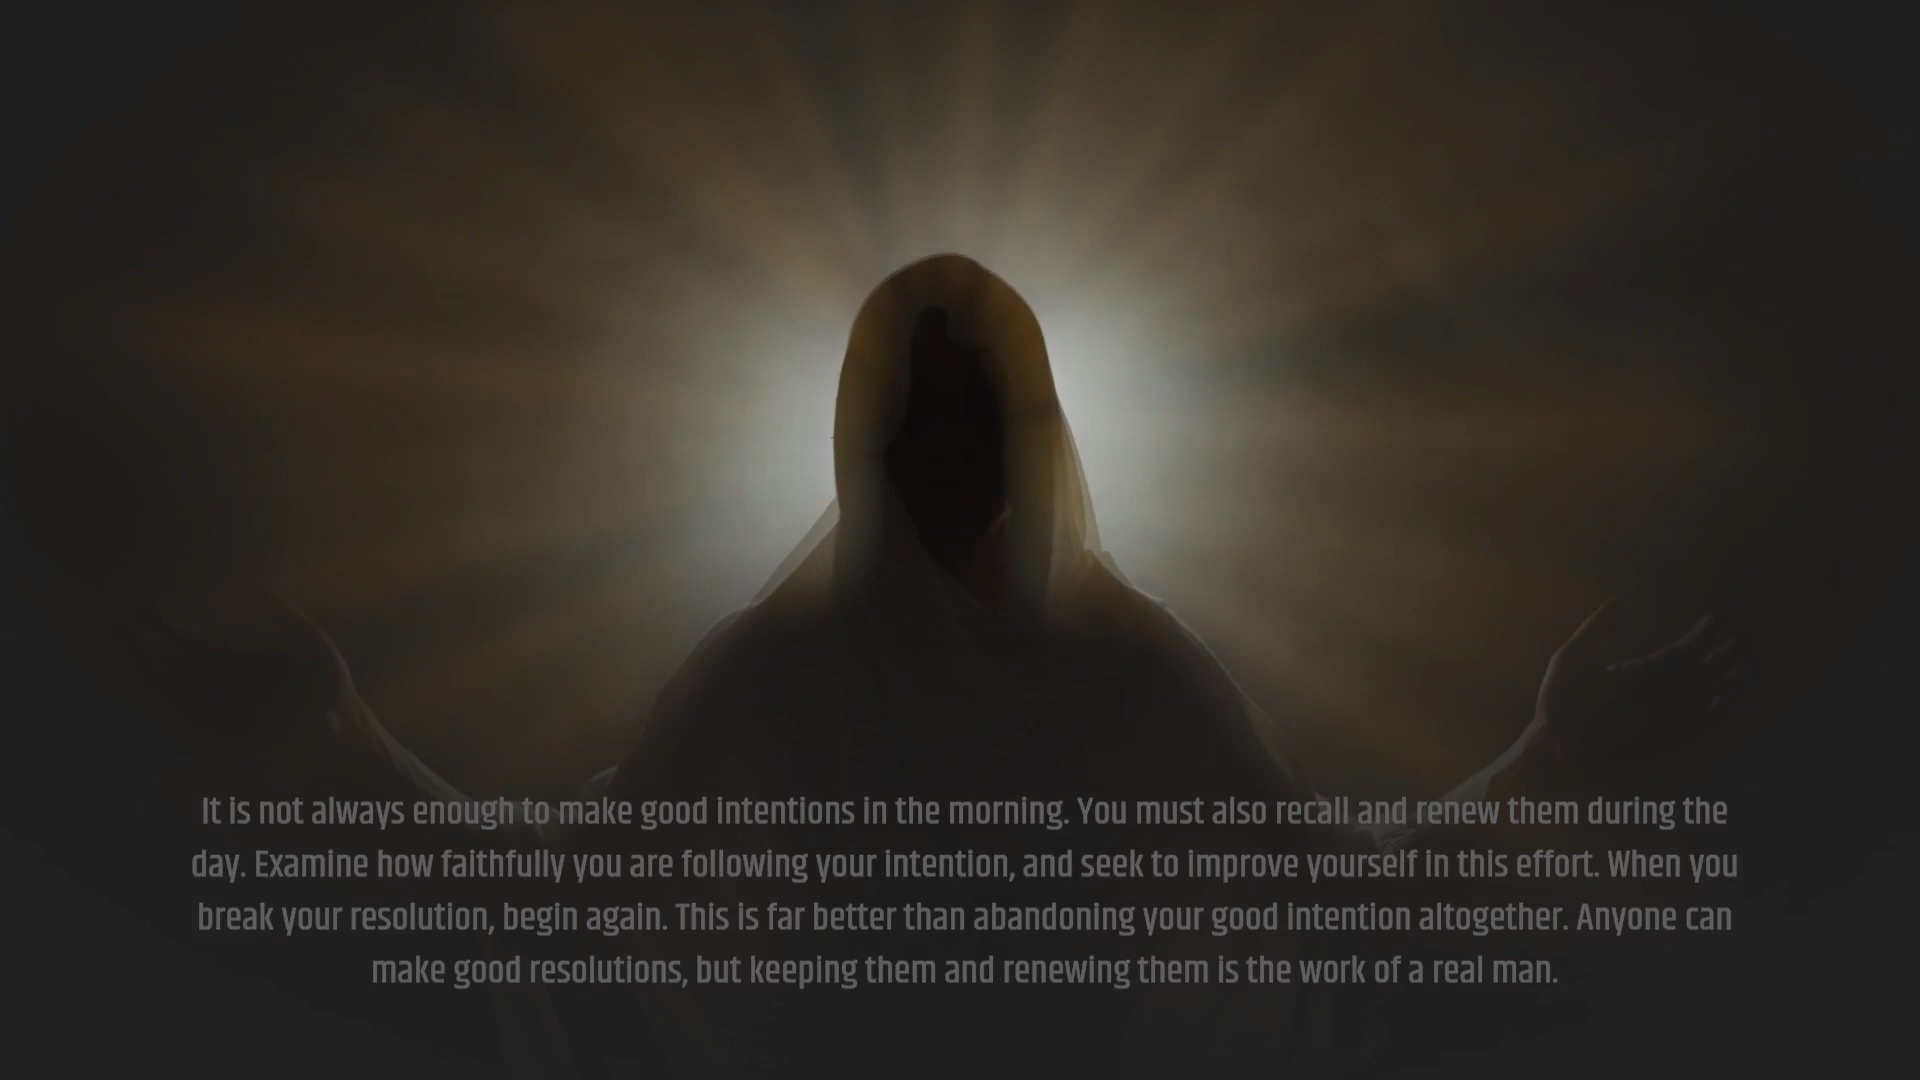 It is not always enough to make good intentions in the morning. You must also recall and renew them during the
day. Examine how faithfully you are following your intention, and seek to improve yourself in this effort. When you
break your resolution, begin again. This is far better than abandoning your good intention altogether. Anyone can
make good resolutions, but keeping them and renewing them is the work of a real man.